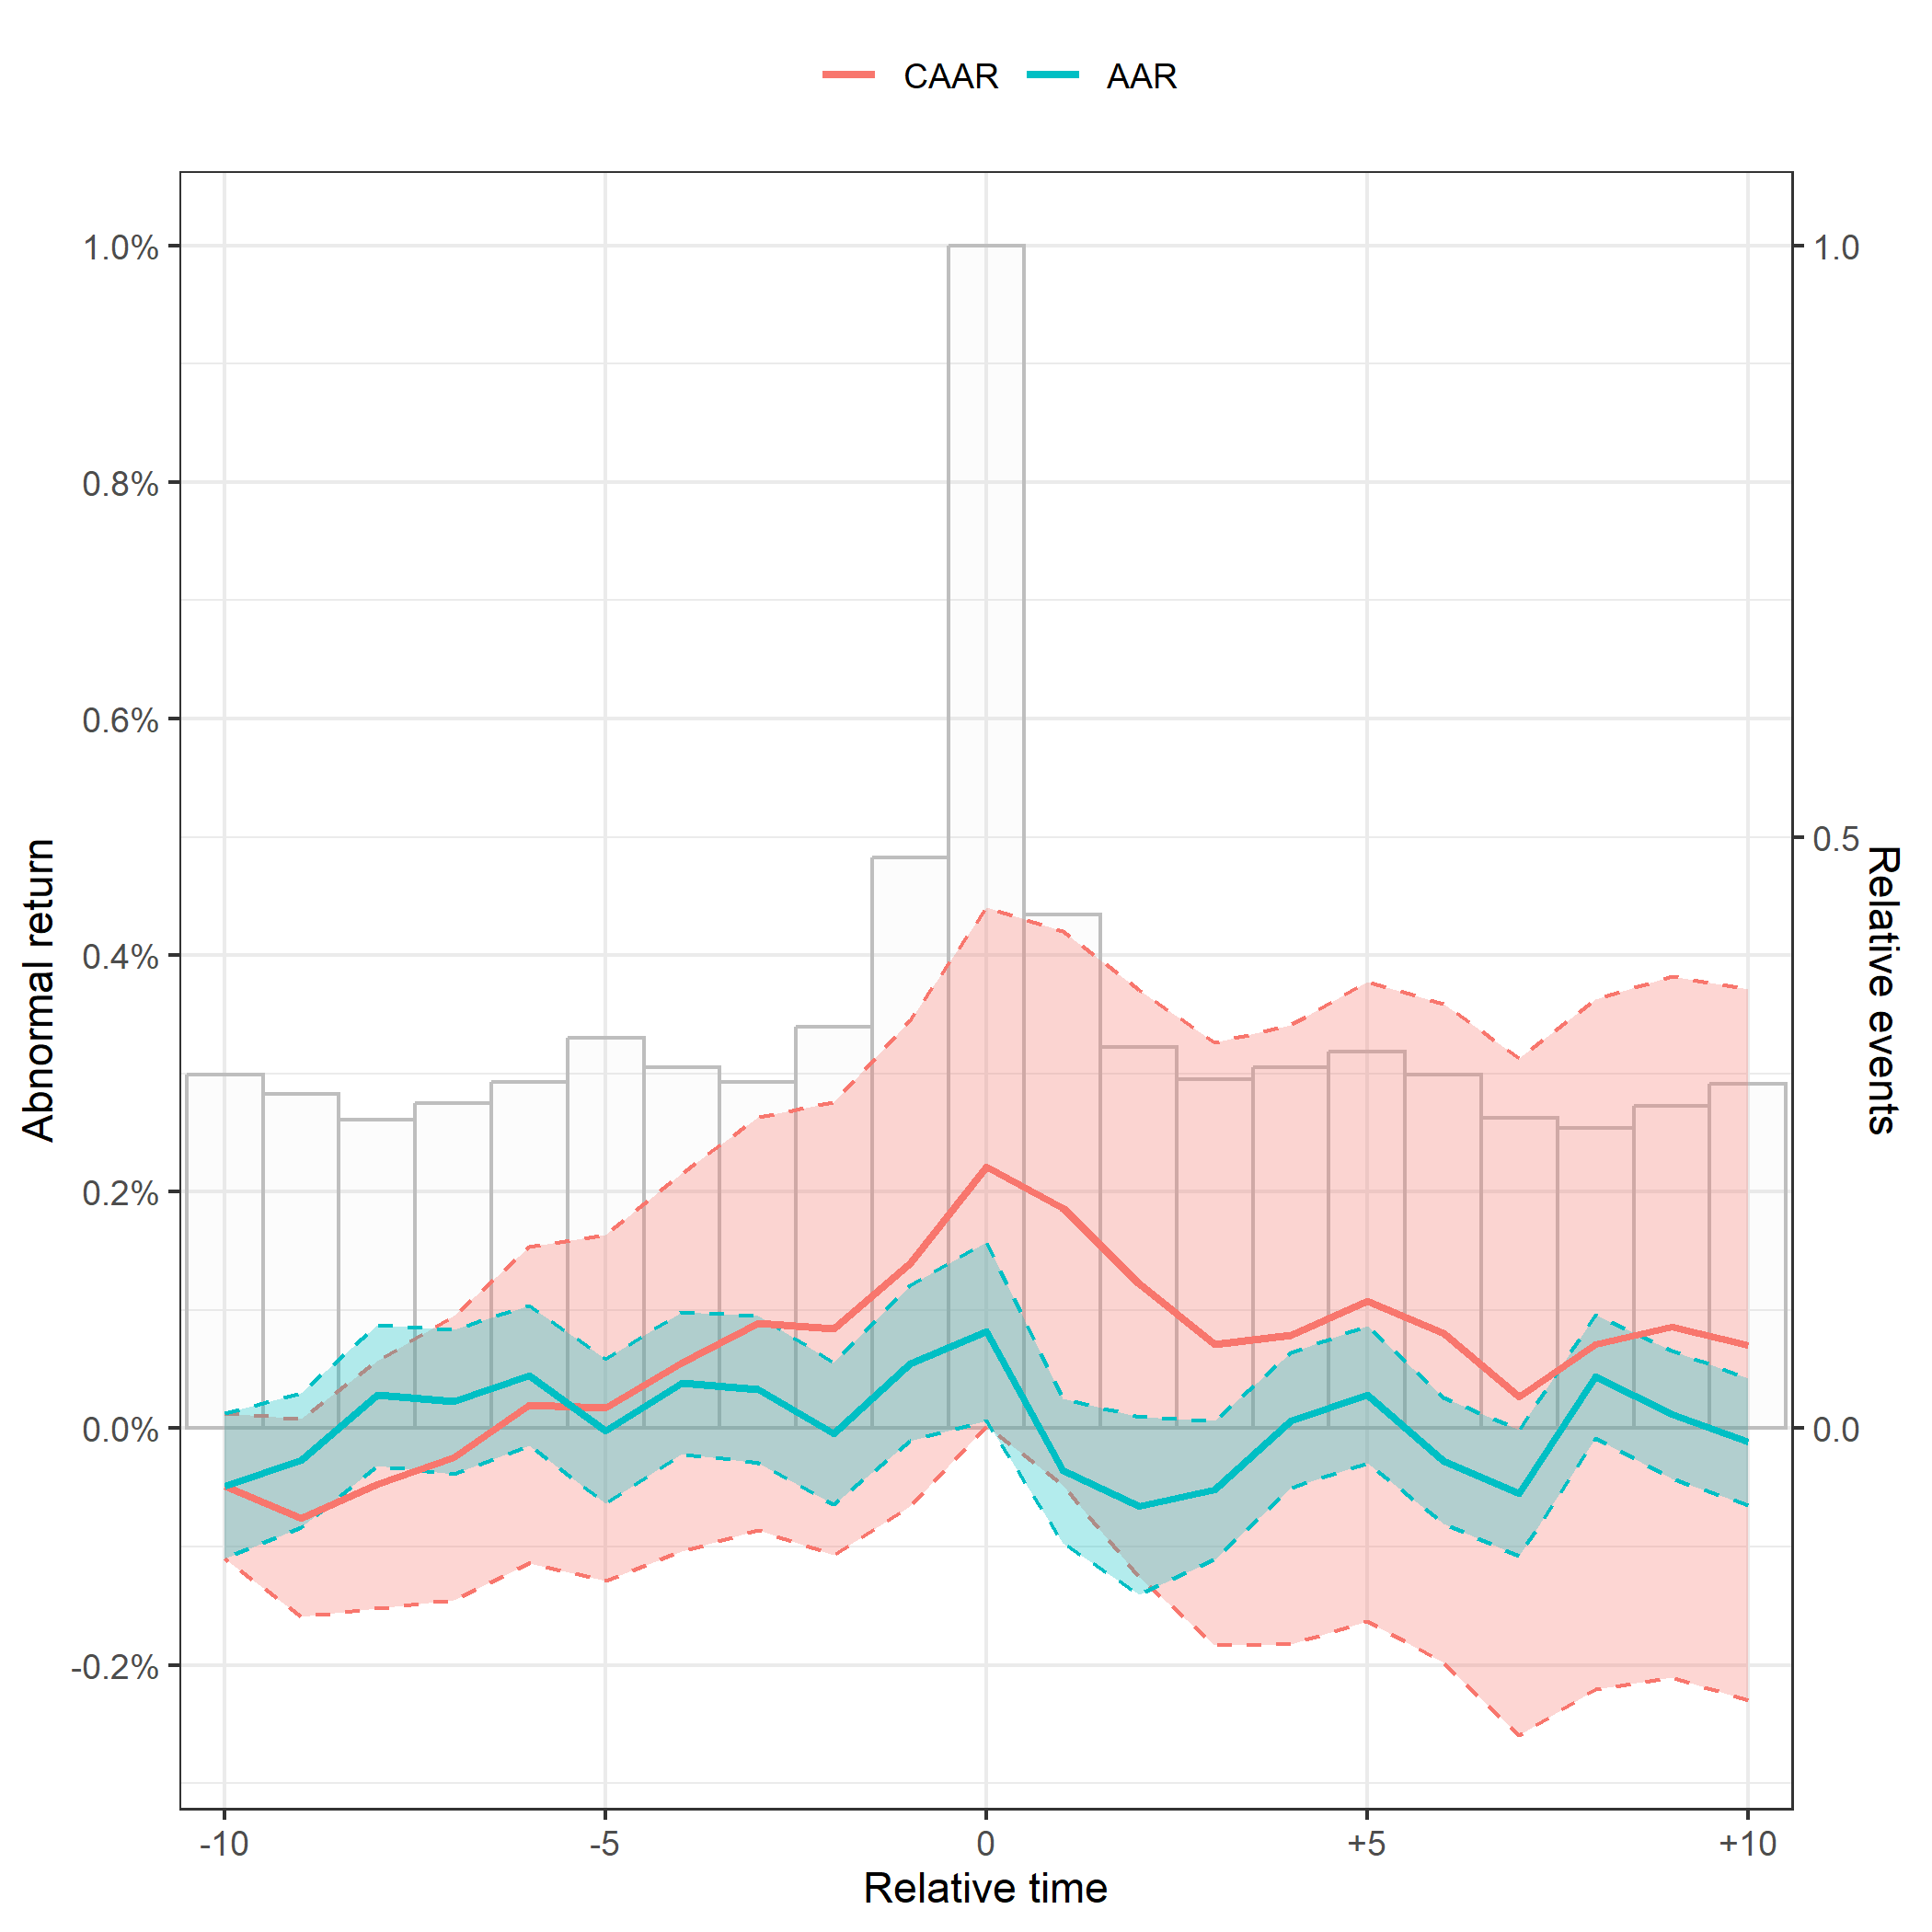 CAAR AAR
1.0%
0.8%
0.6%
0.4%
0.2%
0.0%
-0.2%
Abnormal return
1.0
0.5
0.0
Relative events
-10 -5 0 +5 +10
Relative time